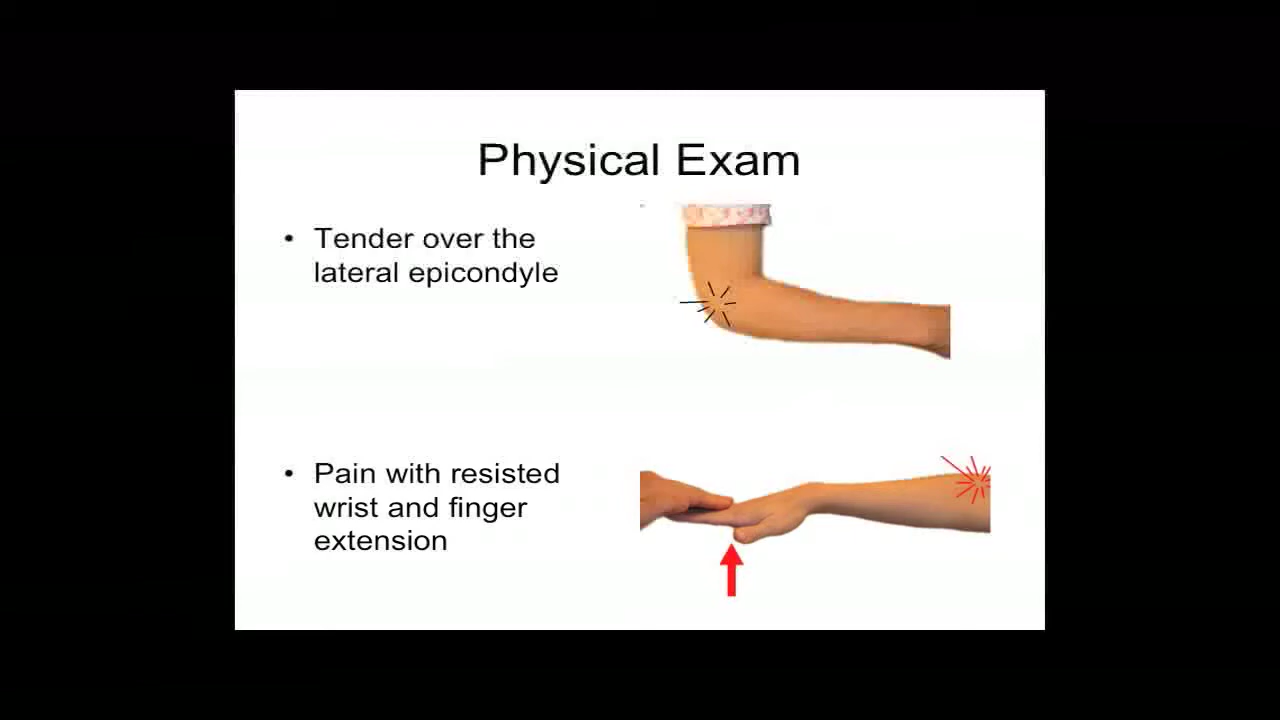 Physical Exam
• Tender over the
lateral epicondyle
• Pain with resisted
wrist and finger
extension